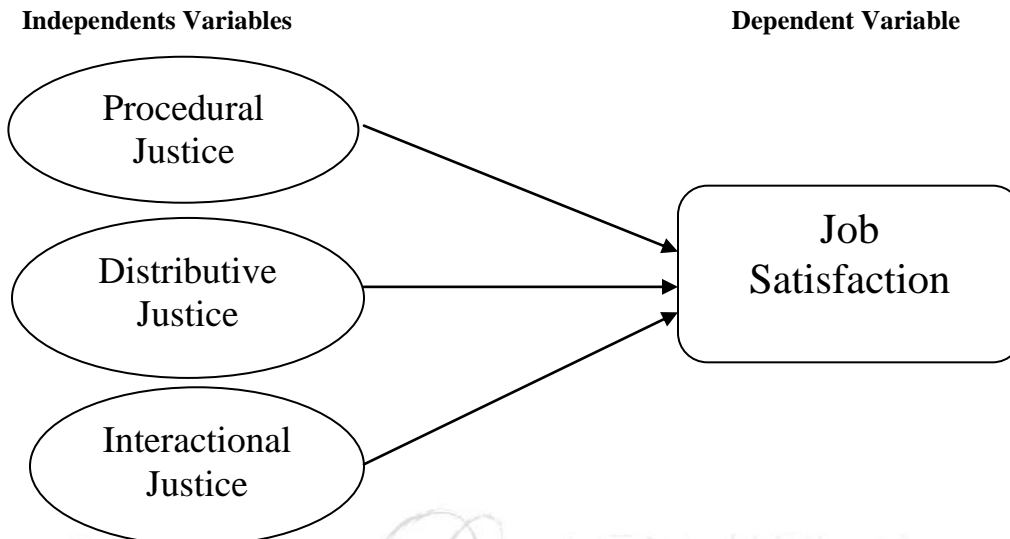 Independents Variables
Dependent Variable
Procedural
Justice
Distributive
Justice
Interactional
Justice
Job
Satisfaction